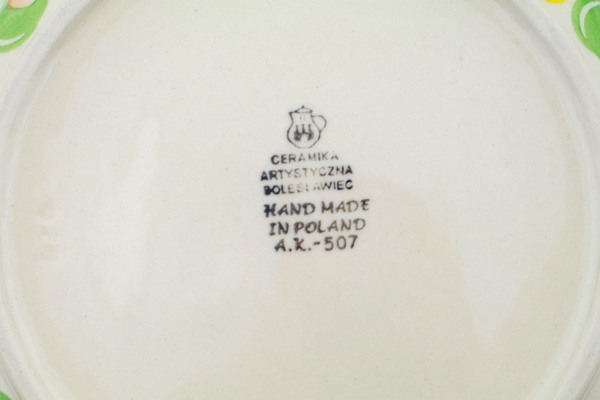 CERAMIKA
ARTYSTYCZNA
BOLESŁAWIEC
HAND MADE
IN POLAND
A.K.-507